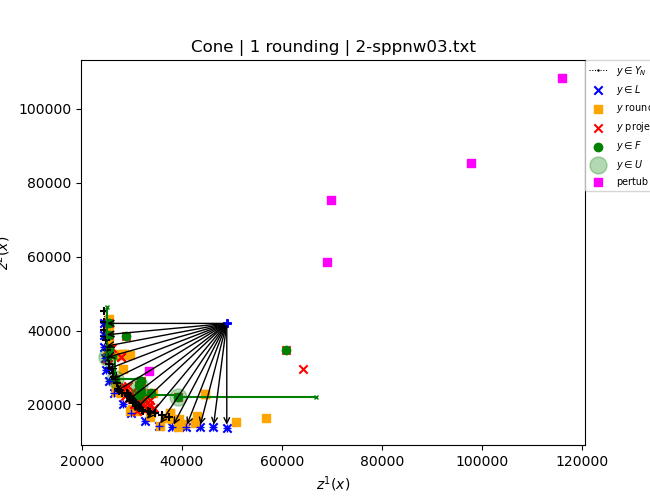 Cone | 1 rounding | 2-sppnw03.txt
100000
80000
60000
40000
20000
20000 40000 60000 80000 100000 120000
z¹(x)
z²(x)
y ∈ Y_N
y ∈ L
y roun
y proje
y ∈ F
y ∈ U
pertub